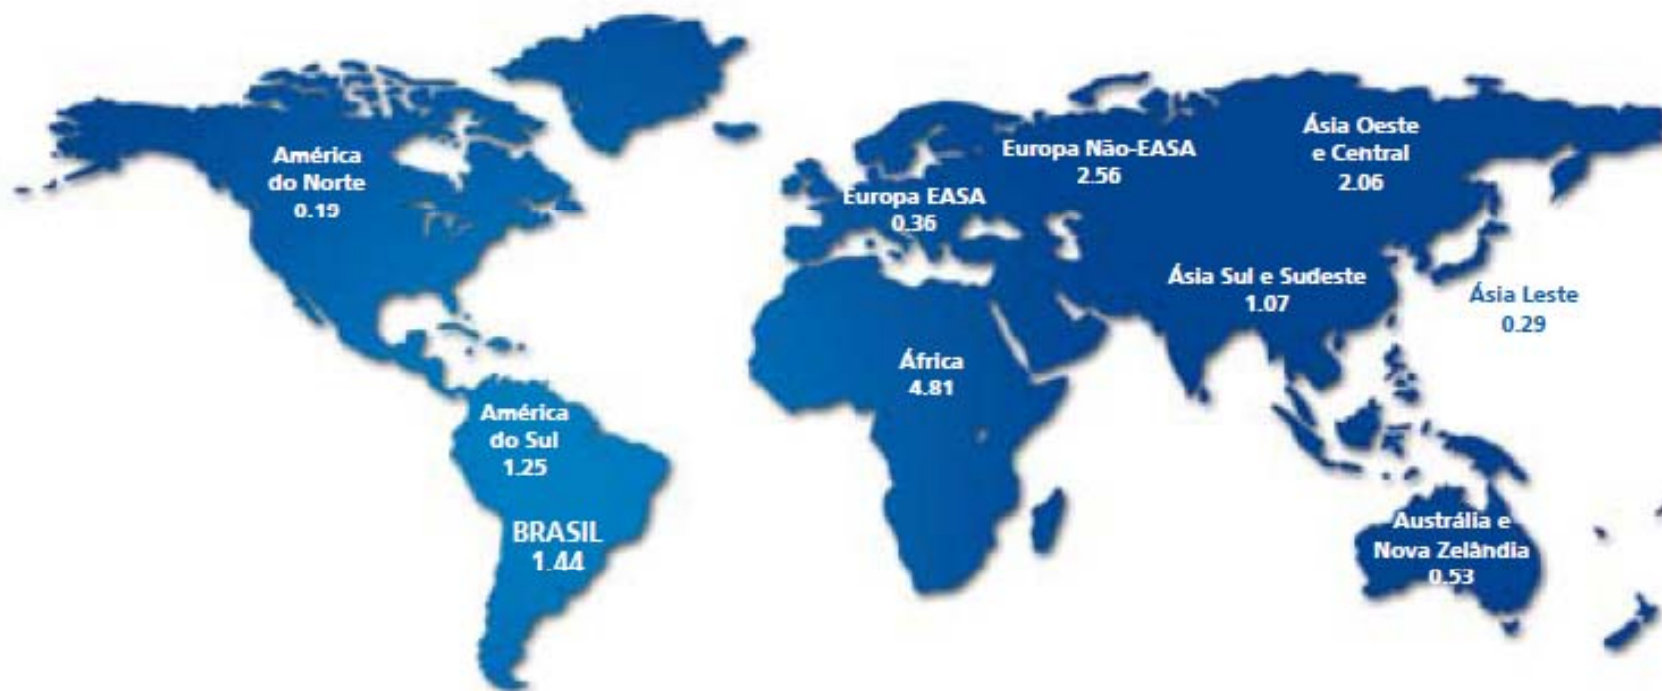 América
do Norte
0.19
Europa EASA
0.36
Europa Não-EASA
2.56
Ásia Oeste
e Central
2.06
Ásia Sul e Sudeste
1.07
Ásia Leste
0.29
África
4.81
América
do Sul
1.25
BRASIL
1.44
Austrália e
Nova Zelândia
0.53